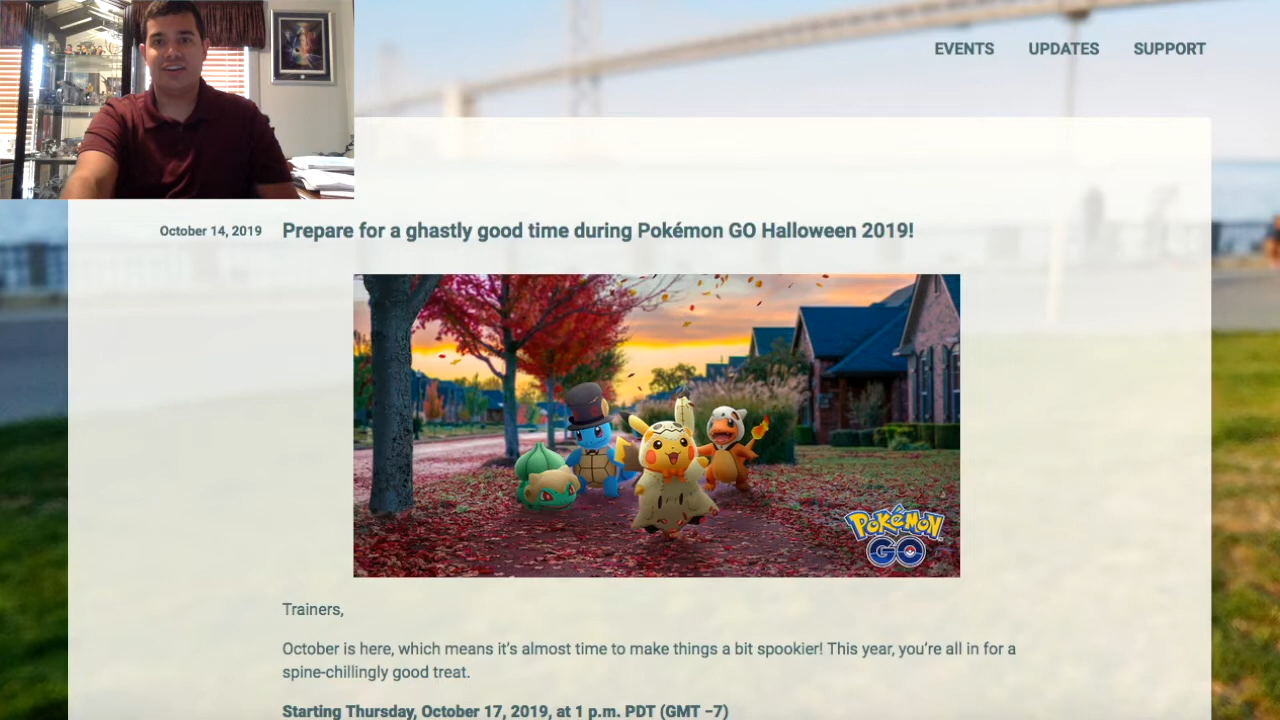 EVENTS UPDATES SUPPORT
October 14, 2019 Prepare for a ghastly good time during Pokémon GO Halloween 2019!
POKéMON
GO
Trainers,
October is here, which means it's almost time to make things a bit spookier! This year, you're all in for a
spine-chillingly good treat.
Starting Thursday, October 17, 2019, at 1 p.m. PDT (GMT −7)